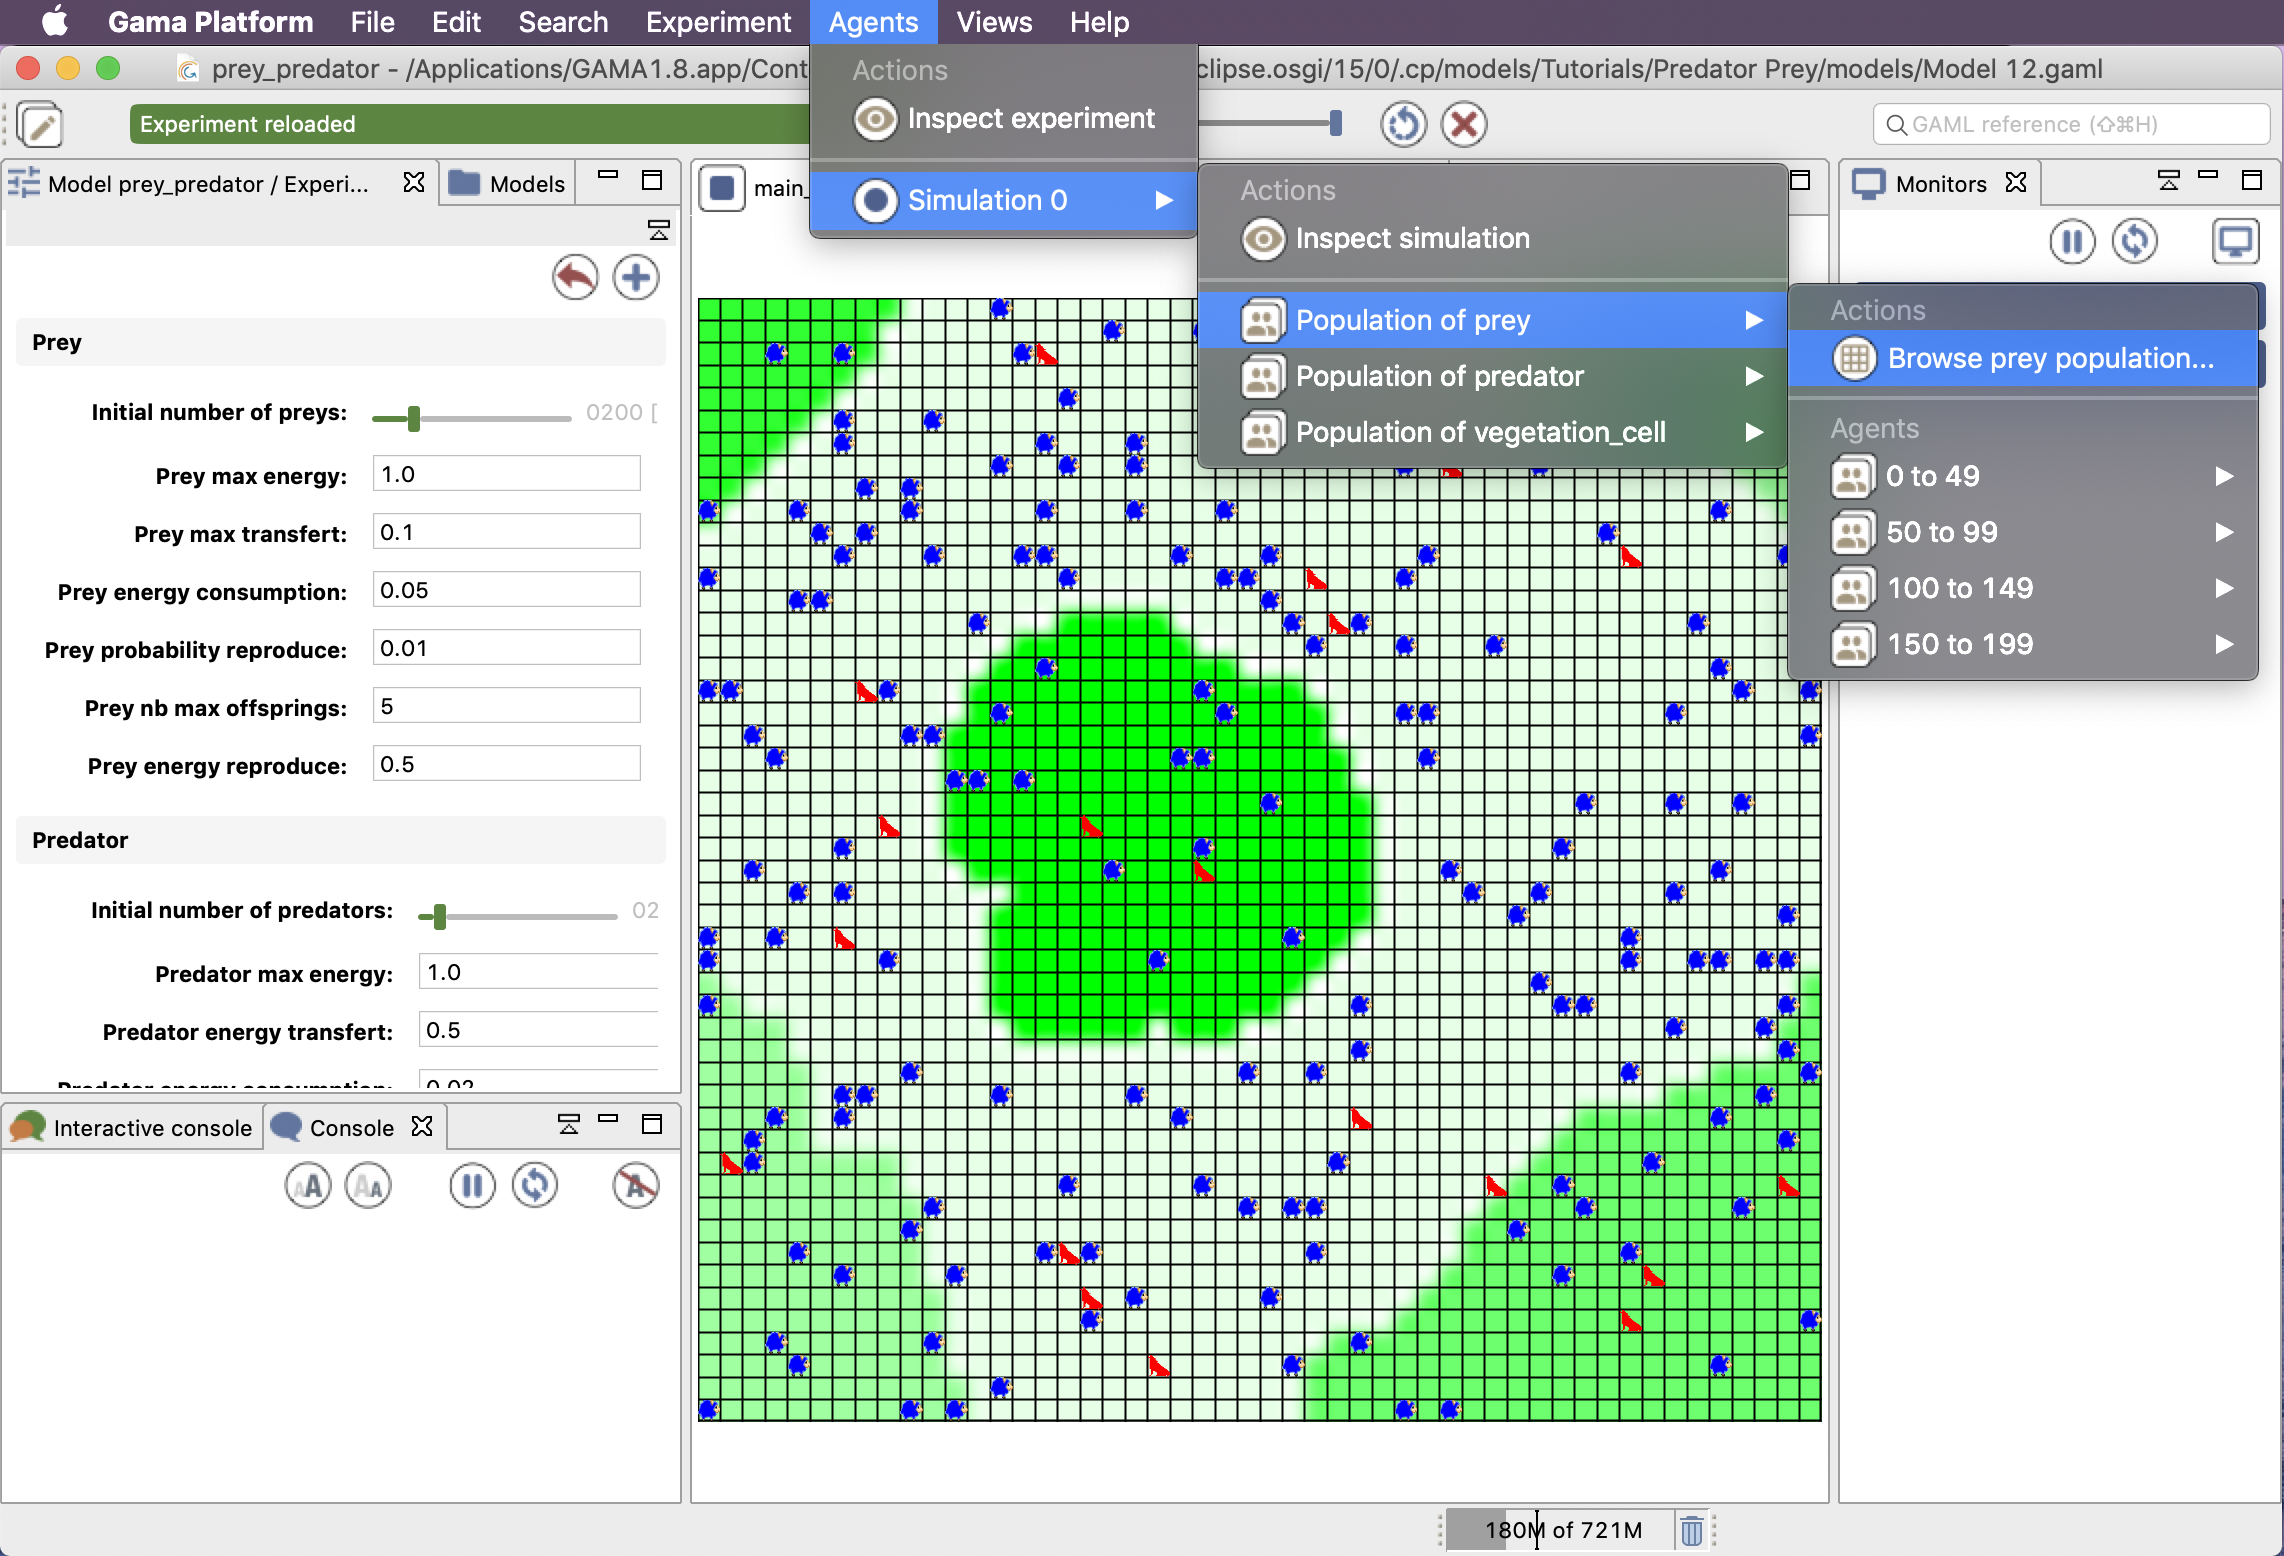 Gama Platform File Edit Search Experiment Agents Views Help
prey_predator - /Applications/GAMA1.8.app/Cont
clipse.osgi/15/0/.cp/models/Tutorials/Predator Prey/models/Model 12.gaml
Experiment reloaded
GAML reference (⇧⌘H)
Actions
Inspect experiment
Simulation 0
Actions
Inspect simulation
Population of prey
Population of predator
Population of vegetation_cell
Actions
Browse prey population...
Agents
0 to 49
50 to 99
100 to 149
150 to 199
Model prey_predator / Experi...
Models
main_
Monitors
Prey
Initial number of preys: 0200 [
Prey max energy: 1.0
Prey max transfert: 0.1
Prey energy consumption: 0.05
Prey probability reproduce: 0.01
Prey nb max offsprings: 5
Prey energy reproduce: 0.5
Predator
Initial number of predators: 02
Predator max energy: 1.0
Predator energy transfert: 0.5
Predator energy consumption: 0.02
Interactive console
Console
180M of 721M